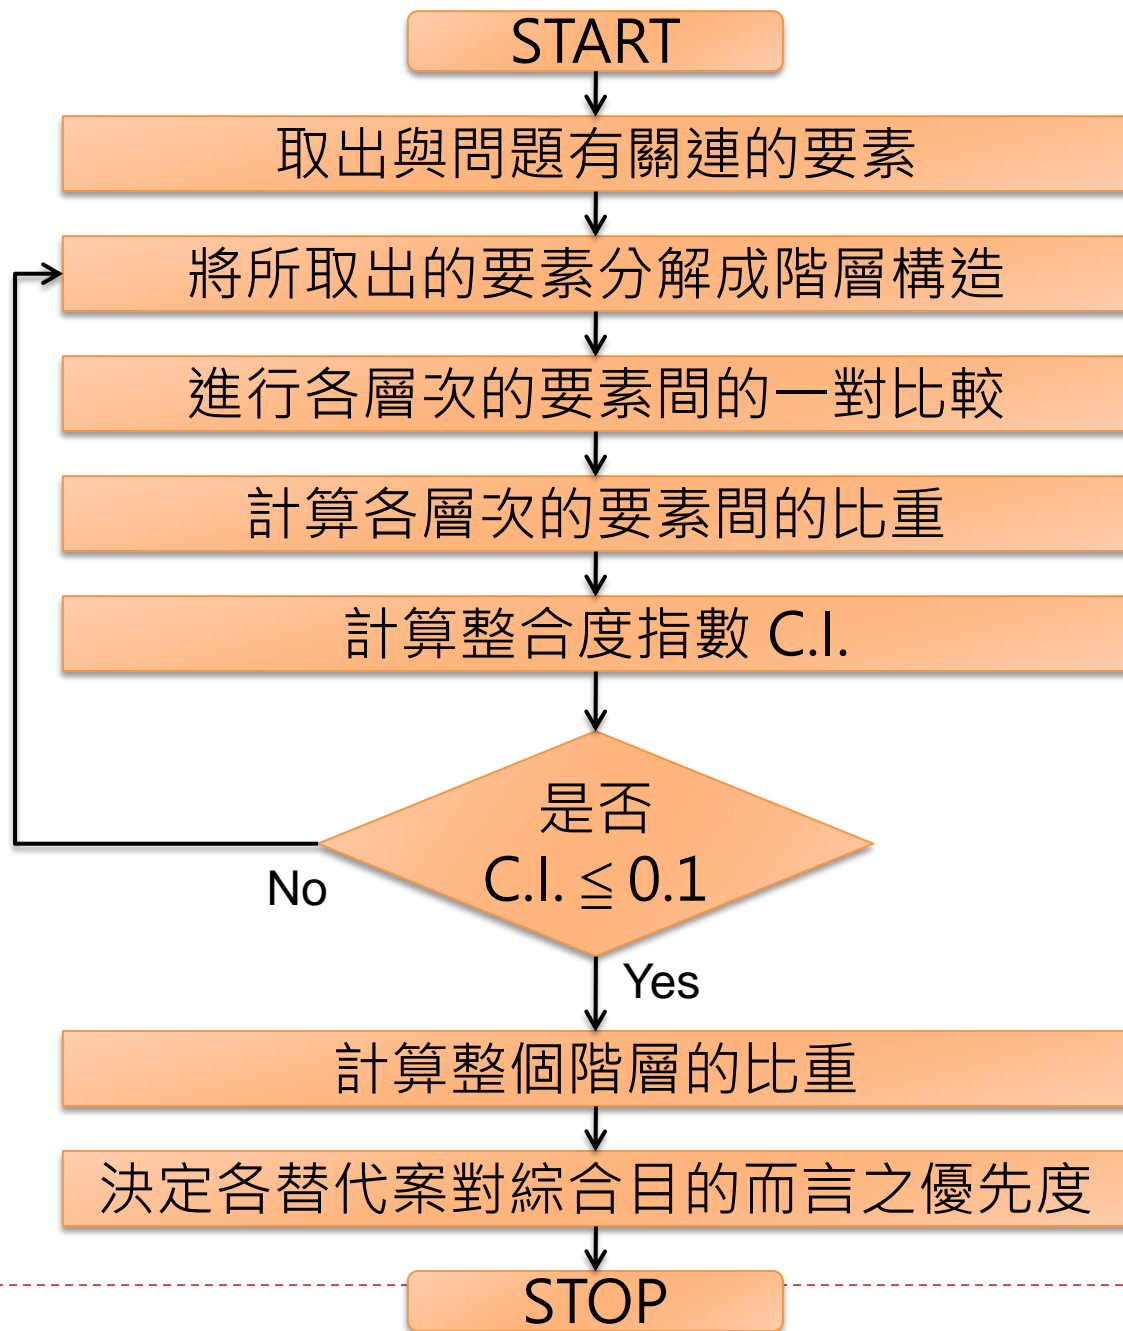 START
取出與問題有關連的要素
將所取出的要素分解成階層構造
進行各層次的要素間的一對比較
計算各層次的要素間的比重
計算整合度指數 C.I.
是否
C.I. ≦ 0.1
No
Yes
計算整個階層的比重
決定各替代案對綜合目的而言之優先度
STOP